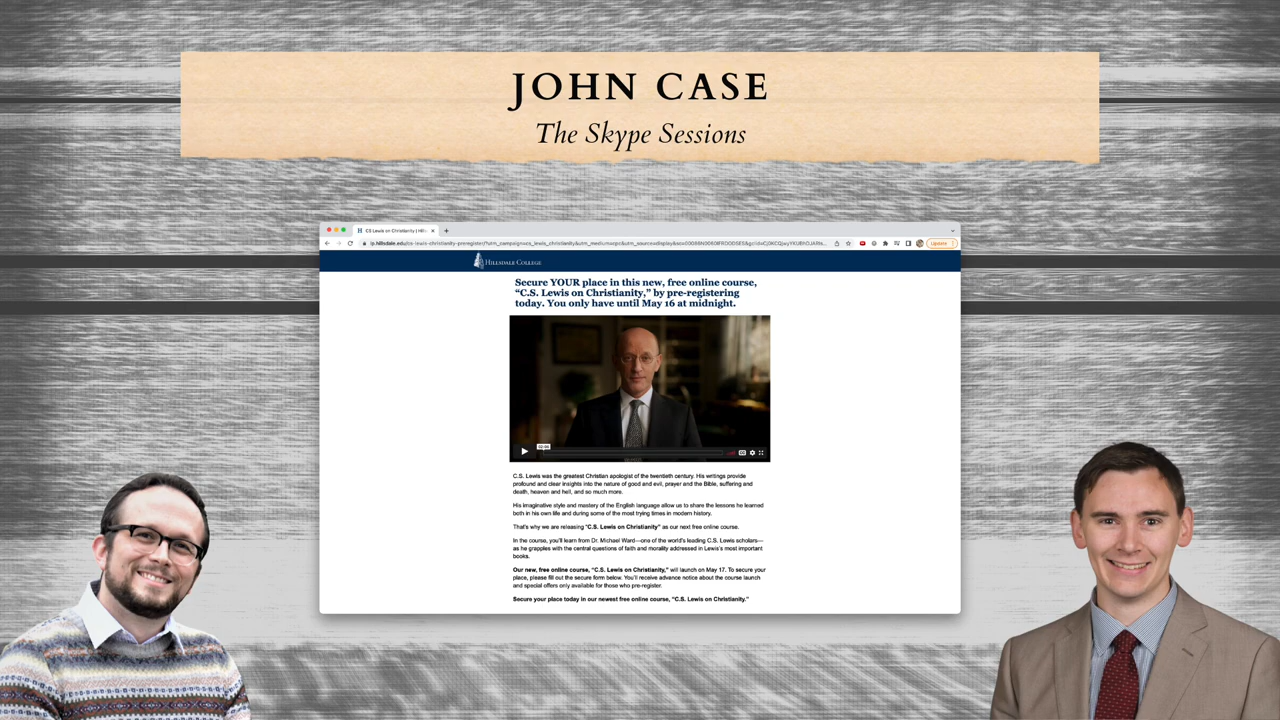 JOHN CASE
The Skype Sessions
CS Lewis on Christianity | Hills
Update
HILLSDALE COLLEGE
Secure YOUR place in this new, free online course,
“C.S. Lewis on Christianity,” by pre-registering
today. You only have until May 16 at midnight.
C.S. Lewis was the greatest Christian apologist of the twentieth century. His writings provide
profound and clear insights into the nature of good and evil, prayer and the Bible, suffering and
death, heaven and hell, and so much more.
His imaginative style and mastery of the English language allow us to share the lessons he learned
both in his own life and during some of the most trying times in modern history.
That's why we are releasing "C.S. Lewis on Christianity" as our next free online course.
In the course, you'll learn from Dr. Michael Ward—one of the world's leading C.S. Lewis scholars—
as he grapples with the central questions of faith and morality addressed in Lewis's most important
books.
Our new, free online course, "C.S. Lewis on Christianity," will launch on May 17. To secure your
place, please fill out the secure form below. You'll receive advance notice about the course launch
and special offers only available for those who pre-register.
Secure your place today in our newest free online course, "C.S. Lewis on Christianity."